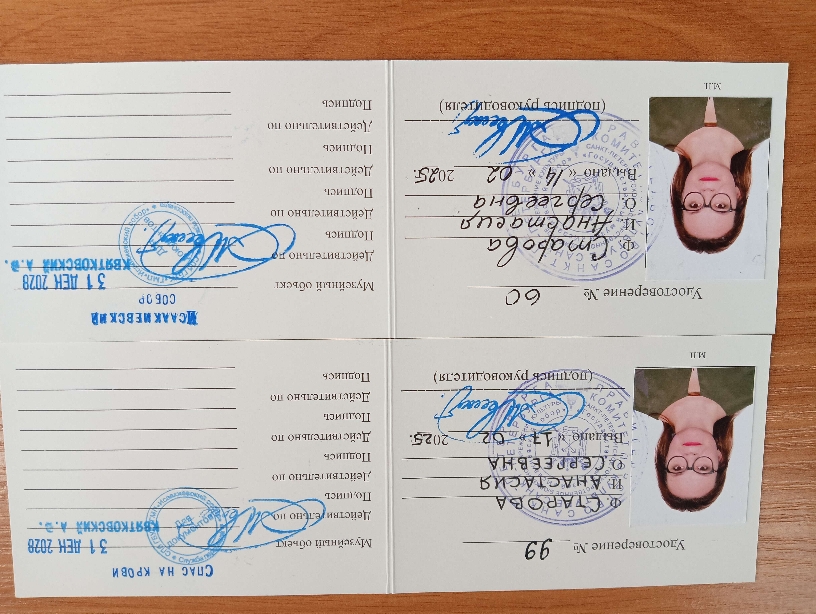 Удостоверение № 99
Ф. СТАРОВА
И. АНАСТАСИЯ
О. СЕРГЕЕВНА
Выдано «17» 02 2025.
(подпись руководителя)
М.П.
СПАС НА КРОВИ
Музейный объект
31 ДЕК 2028
Действительно по
КВЯТКОВСКИЙ А.Э.
Подпись
Действительно по
Подпись
Действительно по
Подпись
Действительно по
Подпись
Удостоверение № 60
Ф. Старова
И. Анастасия
О. Сергеевна
Выдано «14» 02 2025.
(подпись руководителя)
М.П.
ИСААКИЕВСКИЙ
СОБОР
Музейный объект
31 ДЕК 2028
Действительно по
КВЯТКОВСКИЙ А.Э.
Подпись
Действительно по
Подпись
Действительно по
Подпись
Действительно по
Подпись